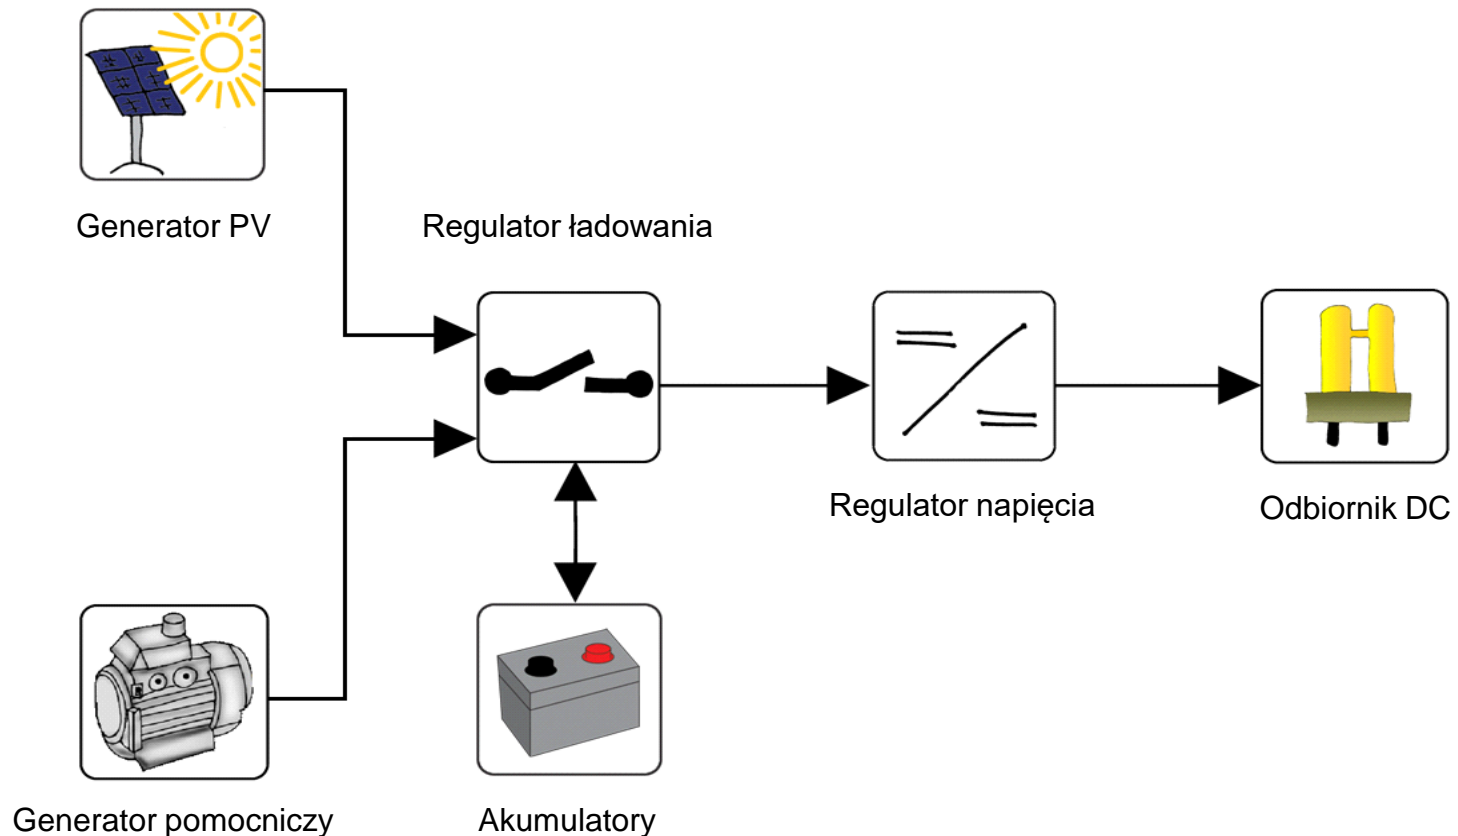 Generator PV
Regulator ładowania
Regulator napięcia
Odbiornik DC
Generator pomocniczy
Akumulatory